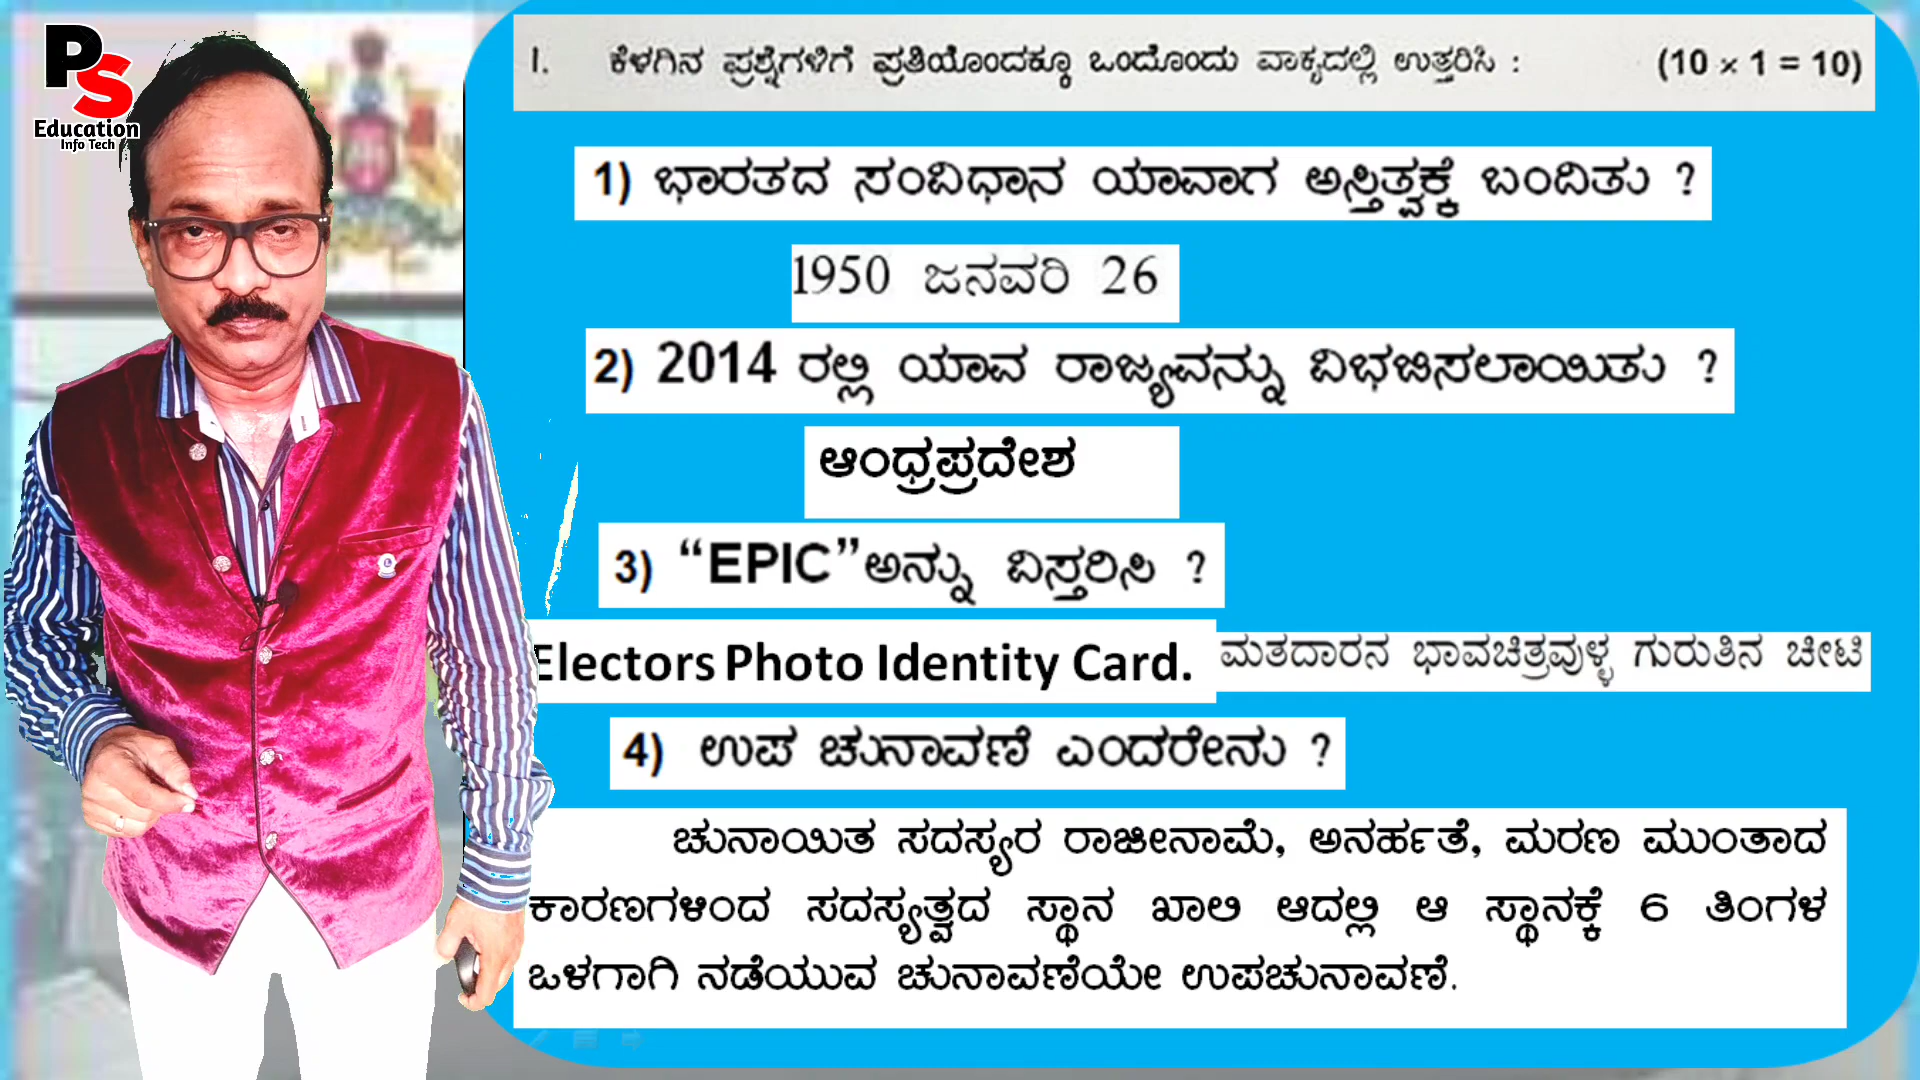 PS
Education
Info Tech
I. ಕೆಳಗಿನ ಪ್ರಶ್ನೆಗಳಿಗೆ ಪ್ರತಿಯೊಂದಕ್ಕೂ ಒಂದೊಂದು ವಾಕ್ಯದಲ್ಲಿ ಉತ್ತರಿಸಿ : (10 × 1 = 10)
1) ಭಾರತದ ಸಂವಿಧಾನ ಯಾವಾಗ ಅಸ್ತಿತ್ವಕ್ಕೆ ಬಂದಿತು ?
1950 ಜನವರಿ 26
2) 2014 ರಲ್ಲಿ ಯಾವ ರಾಜ್ಯವನ್ನು ವಿಭಜಿಸಲಾಯಿತು ?
ಆಂಧ್ರಪ್ರದೇಶ
3) “EPIC”ಅನ್ನು ವಿಸ್ತರಿಸಿ ?
Electors Photo Identity Card. ಮತದಾರನ ಭಾವಚಿತ್ರವುಳ್ಳ ಗುರುತಿನ ಚೀಟಿ
4) ಉಪ ಚುನಾವಣೆ ಎಂದರೇನು ?
ಚುನಾಯಿತ ಸದಸ್ಯರ ರಾಜೀನಾಮೆ, ಅನರ್ಹತೆ, ಮರಣ ಮುಂತಾದ
ಕಾರಣಗಳಿಂದ ಸದಸ್ಯತ್ವದ ಸ್ಥಾನ ಖಾಲಿ ಆದಲ್ಲಿ ಆ ಸ್ಥಾನಕ್ಕೆ 6 ತಿಂಗಳ
ಒಳಗಾಗಿ ನಡೆಯುವ ಚುನಾವಣೆಯೇ ಉಪಚುನಾವಣೆ.